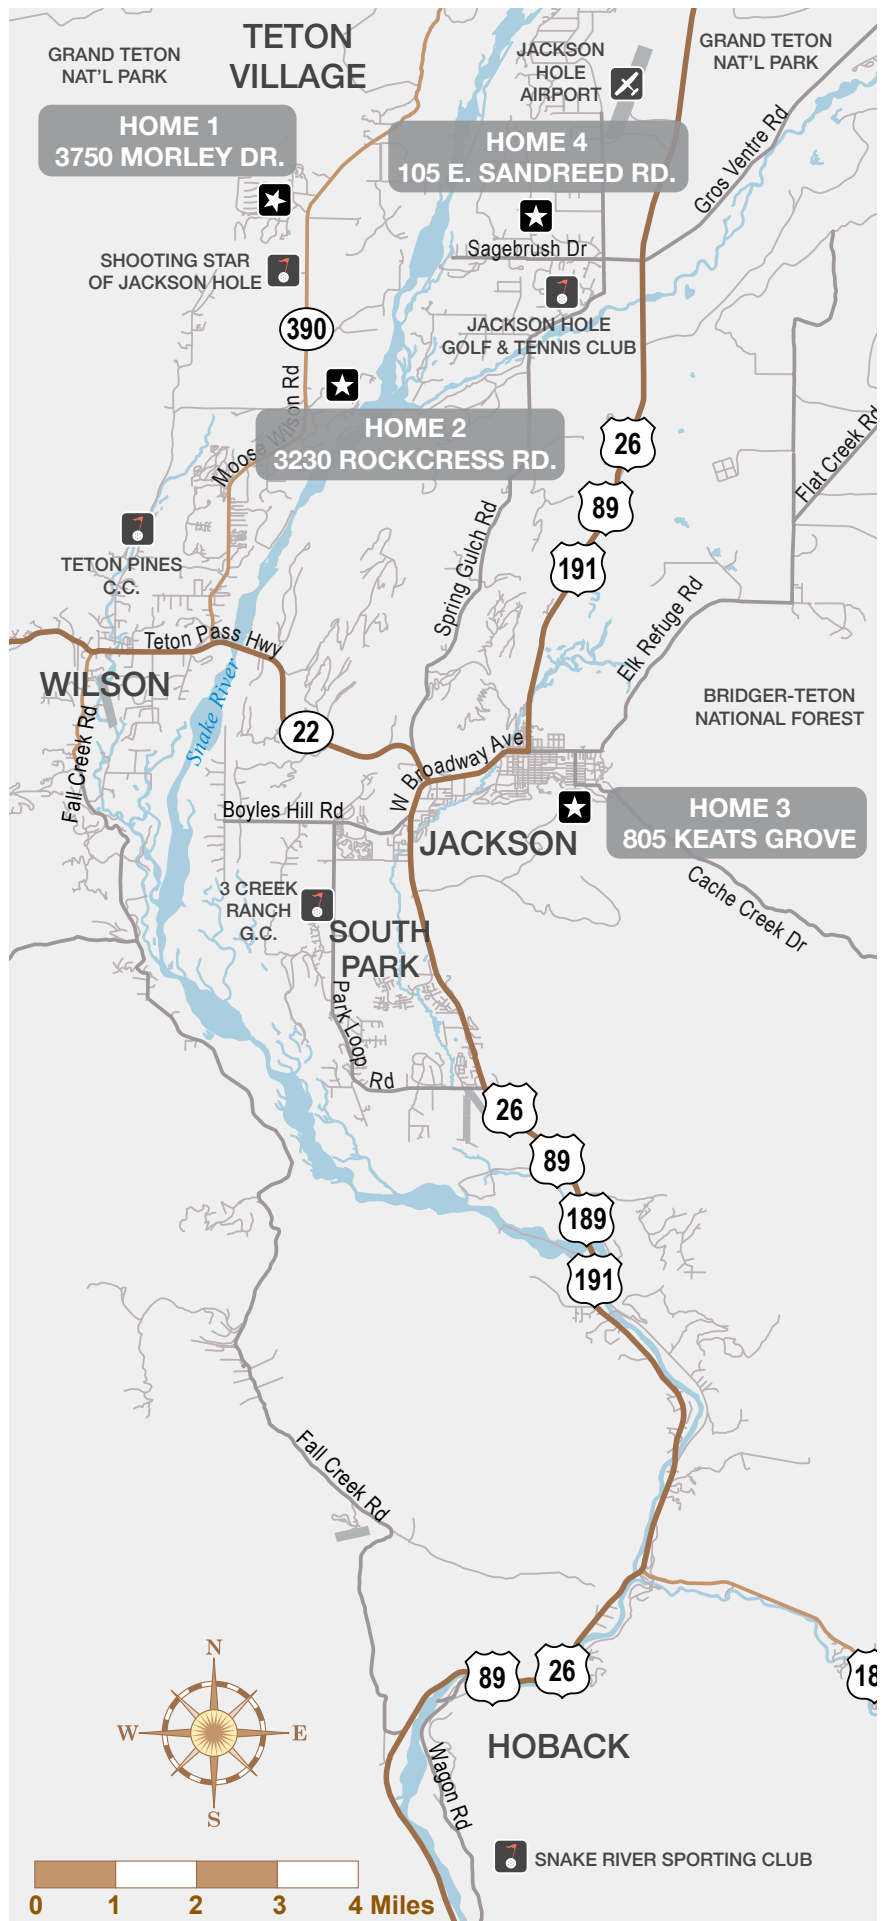 GRAND TETON
NAT'L PARK
TETON
VILLAGE
JACKSON
HOLE
AIRPORT
GRAND TETON
NAT'L PARK
HOME 1
3750 MORLEY DR.
HOME 4
105 E. SANDREED RD.
Gros Ventre Rd
Sagebrush Dr
SHOOTING STAR
OF JACKSON HOLE
JACKSON HOLE
GOLF & TENNIS CLUB
390
Moose Wilson Rd
HOME 2
3230 ROCKCRESS RD.
26
89
191
Flat Creek Rd
Spring Gulch Rd
Elk Refuge Rd
TETON PINES
C.C.
Teton Pass Hwy
WILSON
Snake River
Fall Creek Rd
22
BRIDGER-TETON
NATIONAL FOREST
W Broadway Ave
Boyles Hill Rd
JACKSON
HOME 3
805 KEATS GROVE
Cache Creek Dr
3 CREEK
RANCH
G.C.
SOUTH
PARK
Park Loop
Rd
26
89
189
191
Fall Creek Rd
89
26
18
HOBACK
Wagon Rd
N
W
E
S
SNAKE RIVER SPORTING CLUB
0 1 2 3 4 Miles